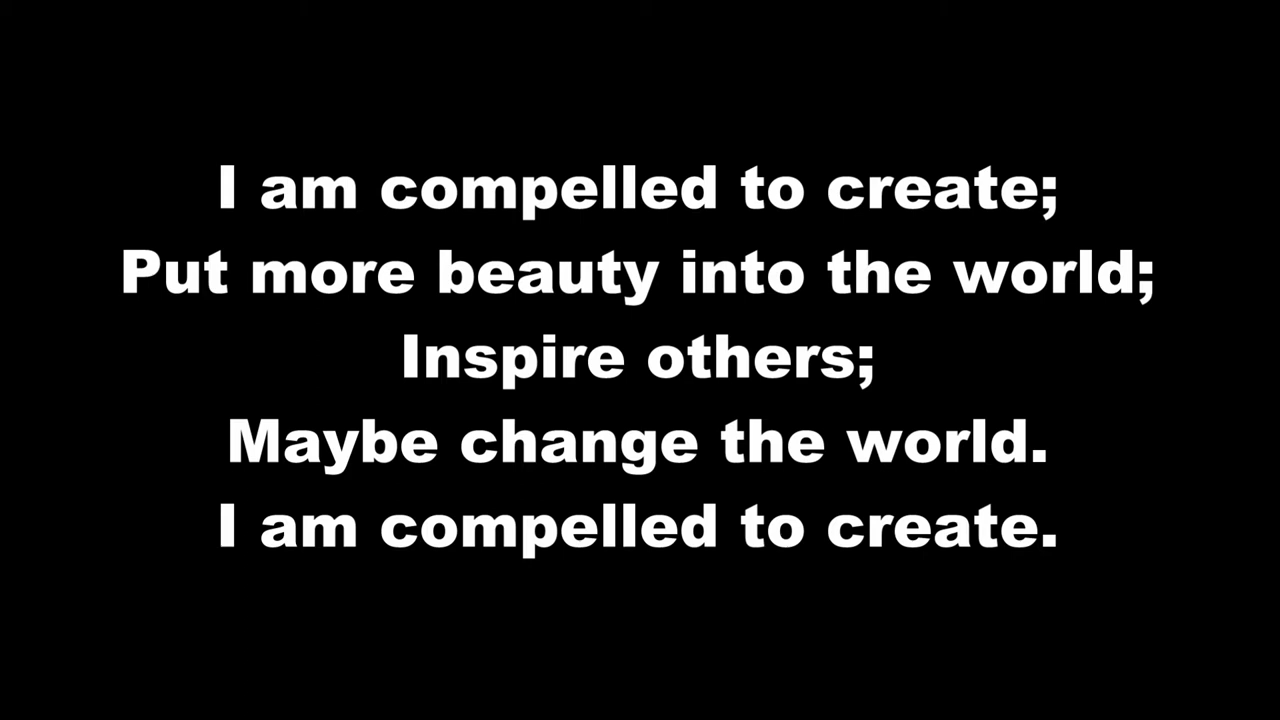 I am compelled to create;
Put more beauty into the world;
Inspire others;
Maybe change the world.
I am compelled to create.